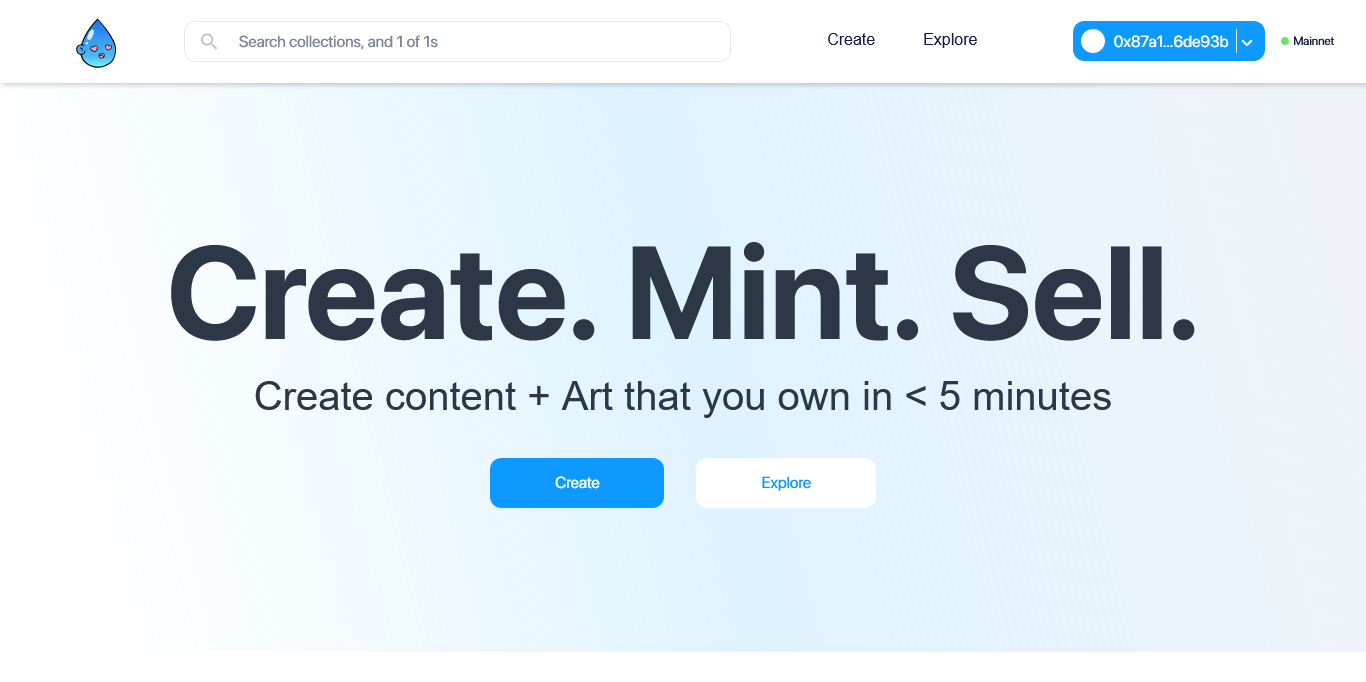 Search collections, and 1 of 1s
Create
Explore
0x87a1...6de93b
Mainnet
Create. Mint. Sell.
Create content + Art that you own in < 5 minutes
Create
Explore